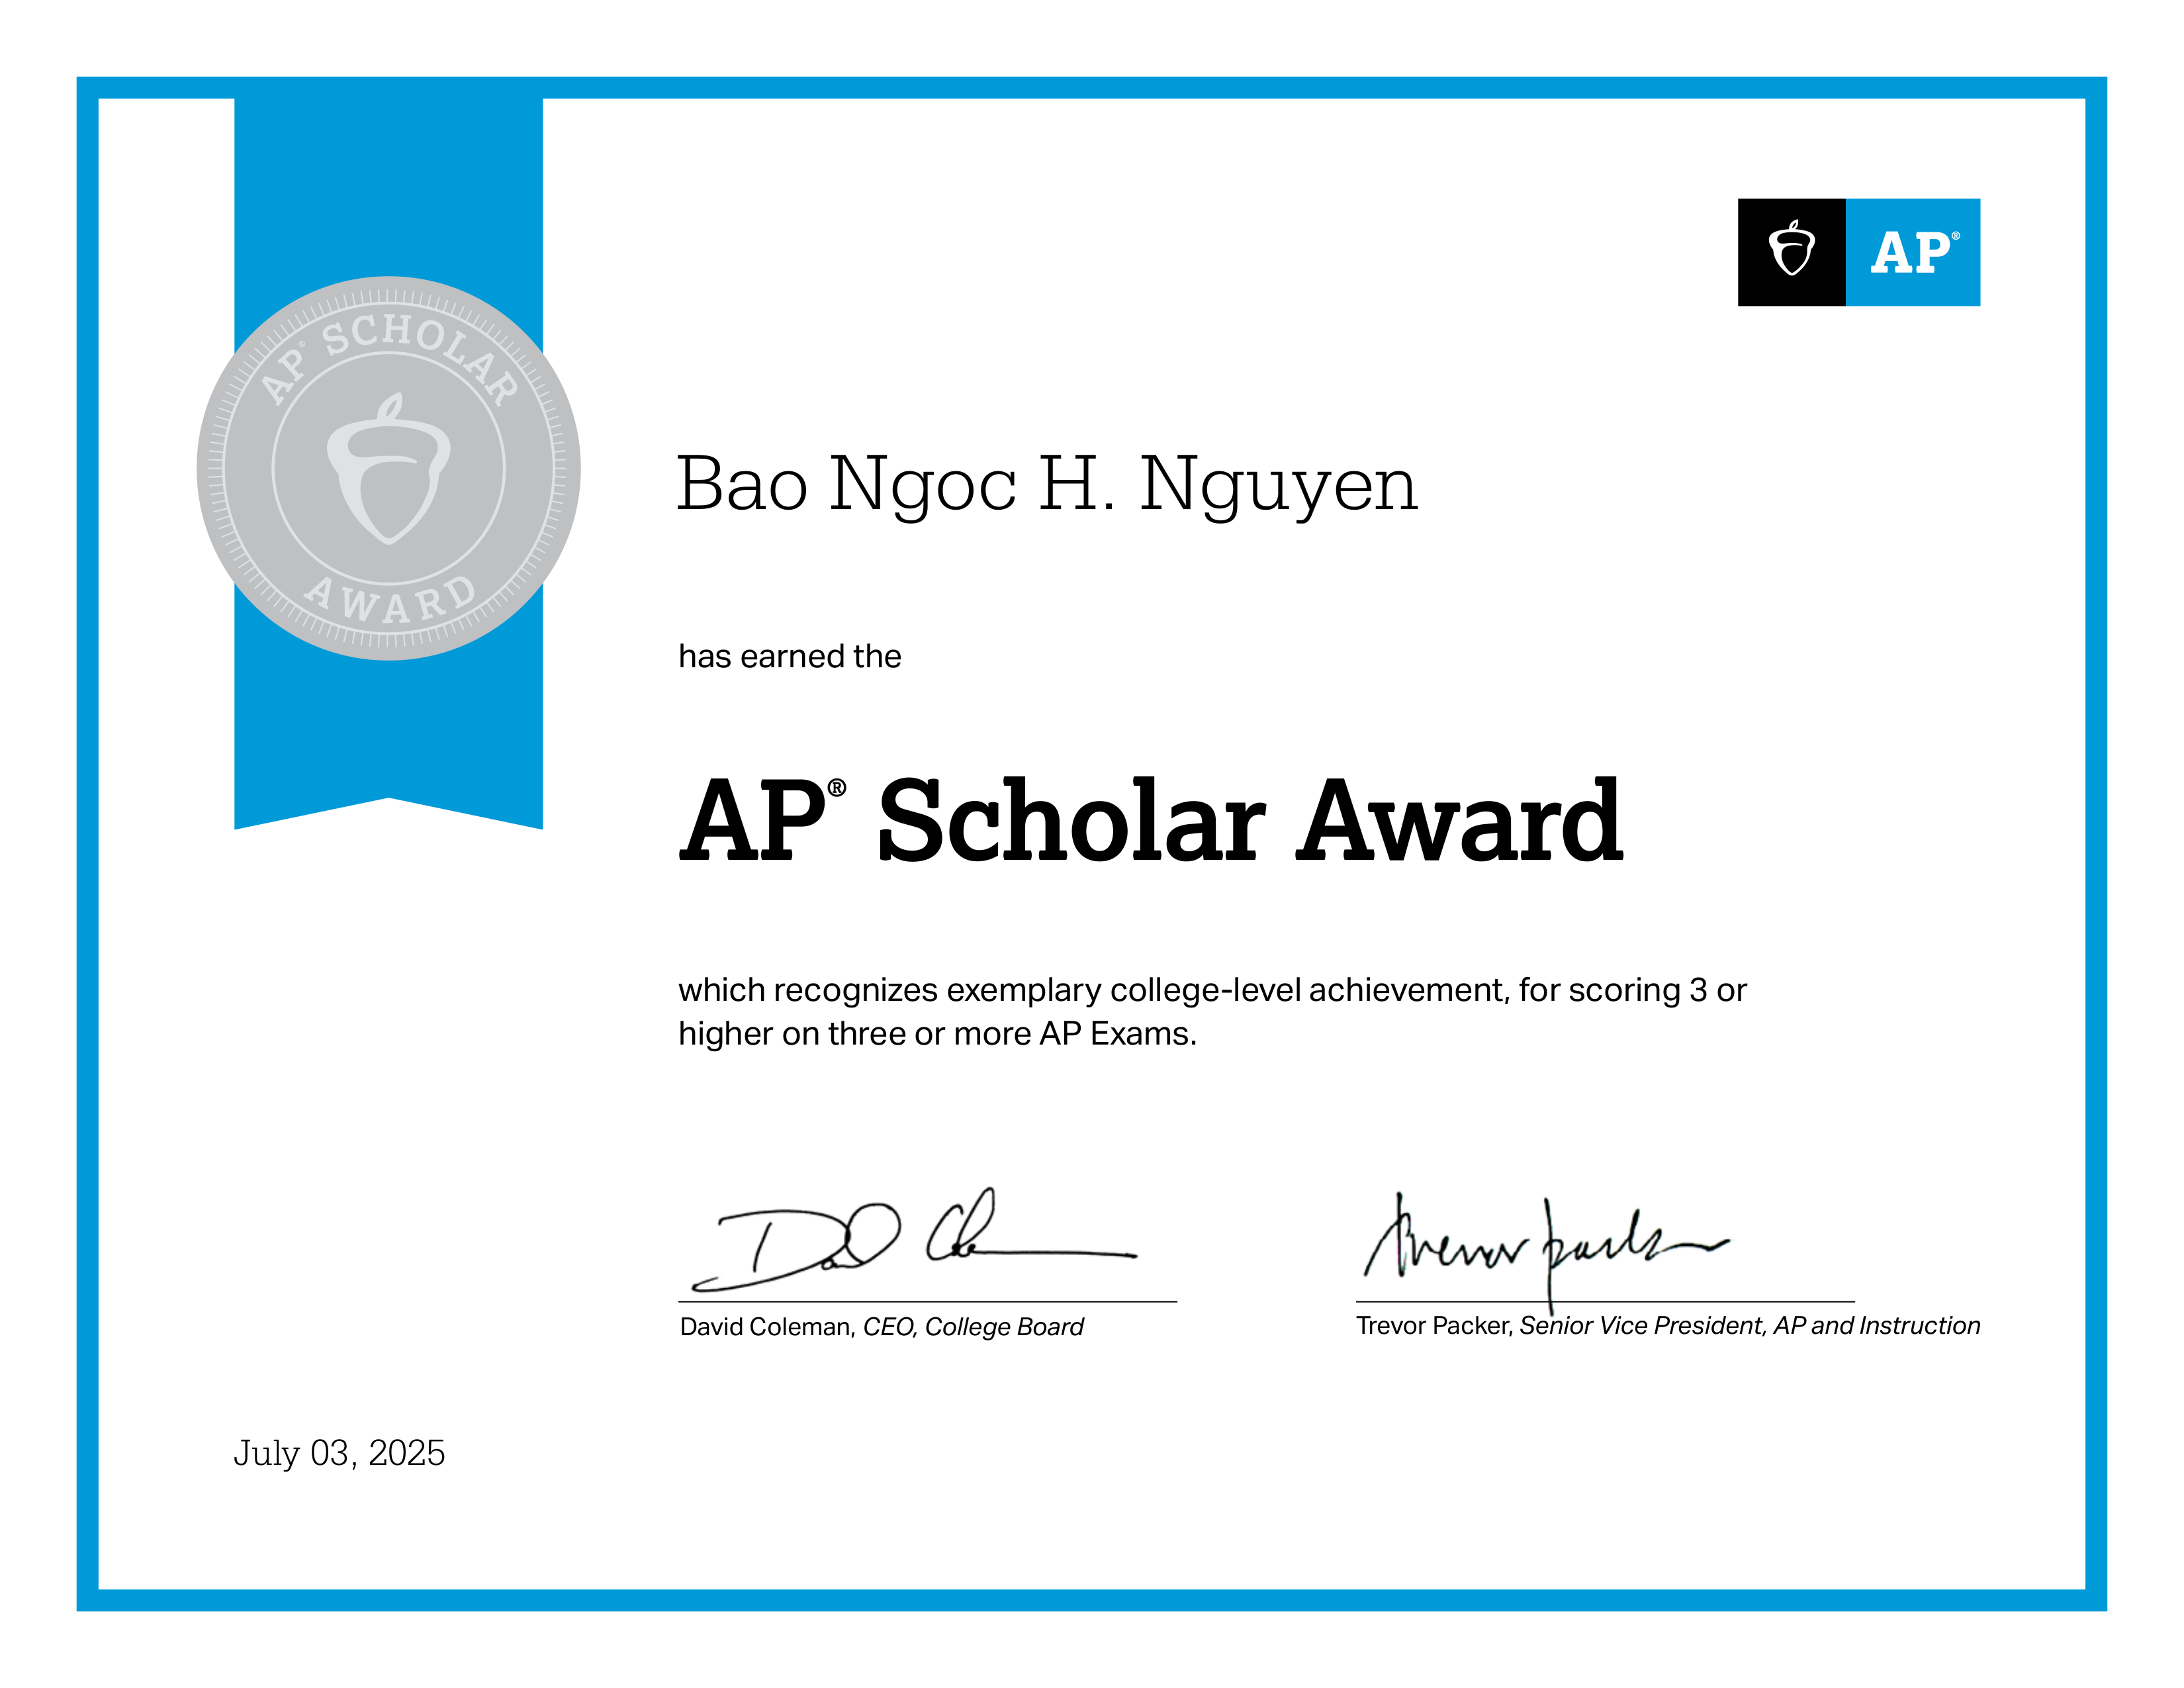 AP® SCHOLAR
AWARD
AP®
Bao Ngoc H. Nguyen
has earned the
AP® Scholar Award
which recognizes exemplary college-level achievement, for scoring 3 or
higher on three or more AP Exams.
David Coleman, CEO, College Board
Trevor Packer, Senior Vice President, AP and Instruction
July 03, 2025